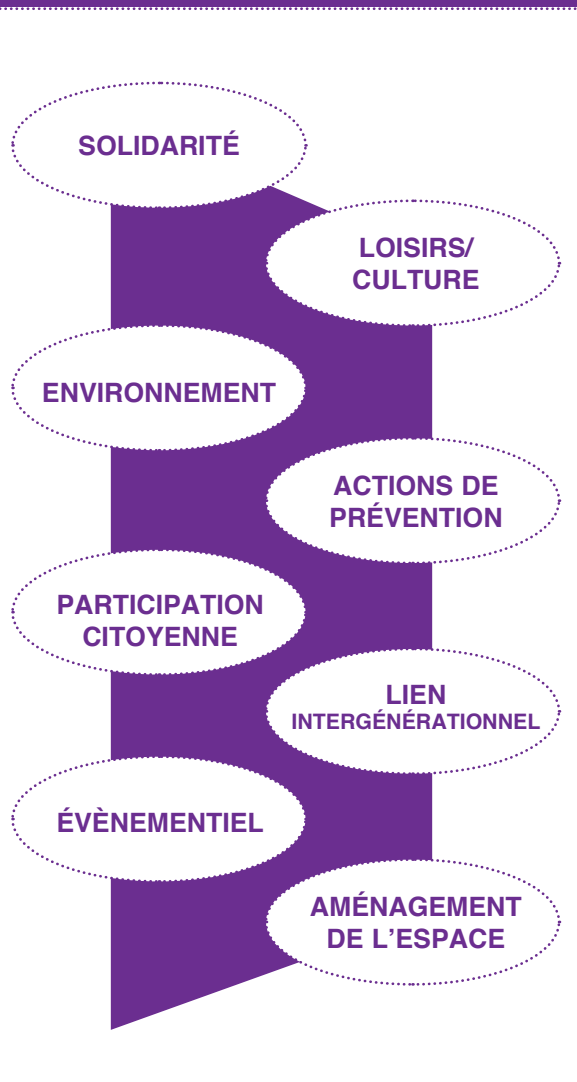 SOLIDARITÉ
LOISIRS/
CULTURE
ENVIRONNEMENT
ACTIONS DE
PRÉVENTION
PARTICIPATION
CITOYENNE
LIEN
INTERGÉNÉRATIONNEL
ÉVÈNEMENTIEL
AMÉNAGEMENT
DE L’ESPACE